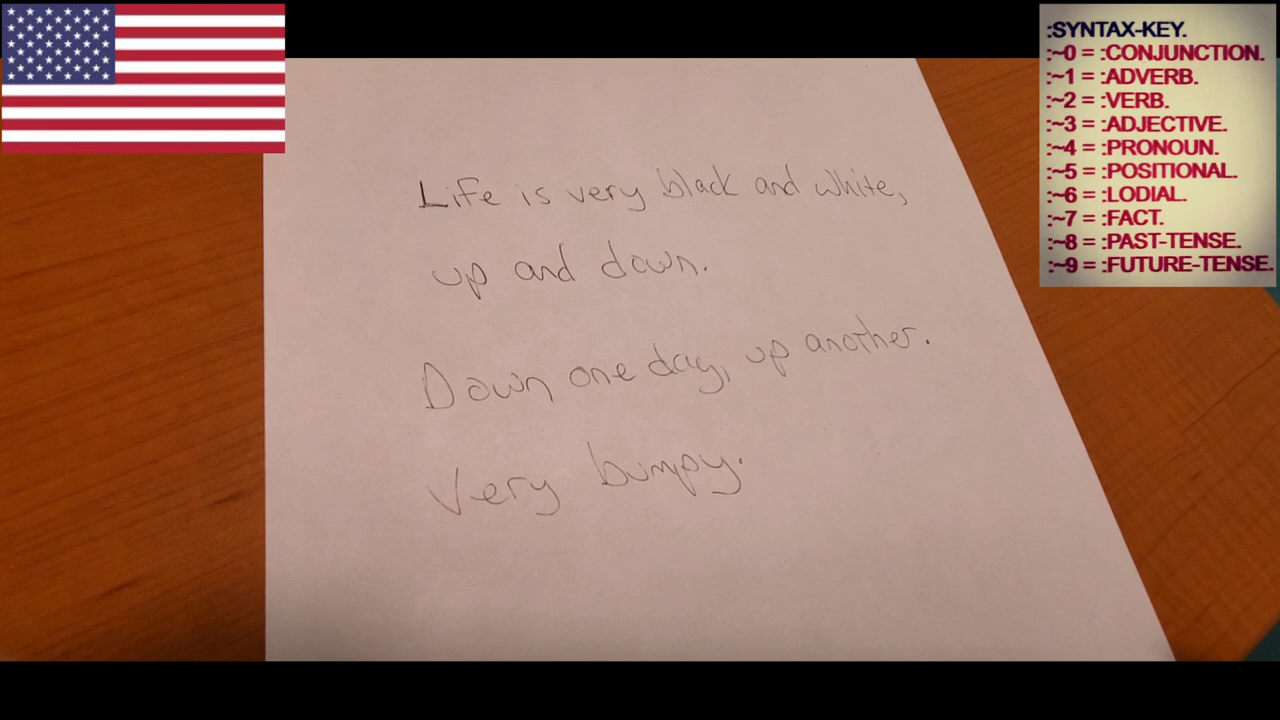 :SYNTAX-KEY.
:~0 = :CONJUNCTION.
:~1 = :ADVERB.
:~2 = :VERB.
:~3 = :ADJECTIVE.
:~4 = :PRONOUN.
:~5 = :POSITIONAL.
:~6 = :LODIAL.
:~7 = :FACT.
:~8 = :PAST-TENSE.
:~9 = :FUTURE-TENSE.
Life is very black and white,
up and down.
Down one day, up another.
Very bumpy.